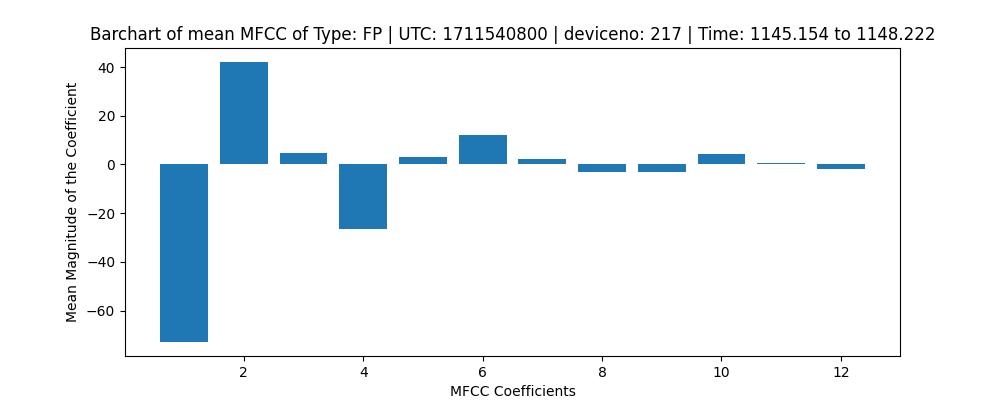 Barchart of mean MFCC of Type: FP | UTC: 1711540800 | deviceno: 217 | Time: 1145.154 to 1148.222
Mean Magnitude of the Coefficient
40
20
0
−20
−40
−60
2 4 6 8 10 12
MFCC Coefficients